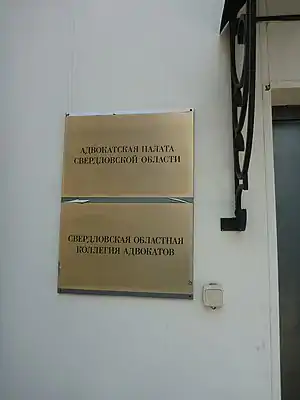 АДВОКАТСКАЯ ПАЛАТА
СВЕРДЛОВСКОЙ ОБЛАСТИ
СВЕРДЛОВСКАЯ ОБЛАСТНАЯ
КОЛЛЕГИЯ АДВОКАТОВ